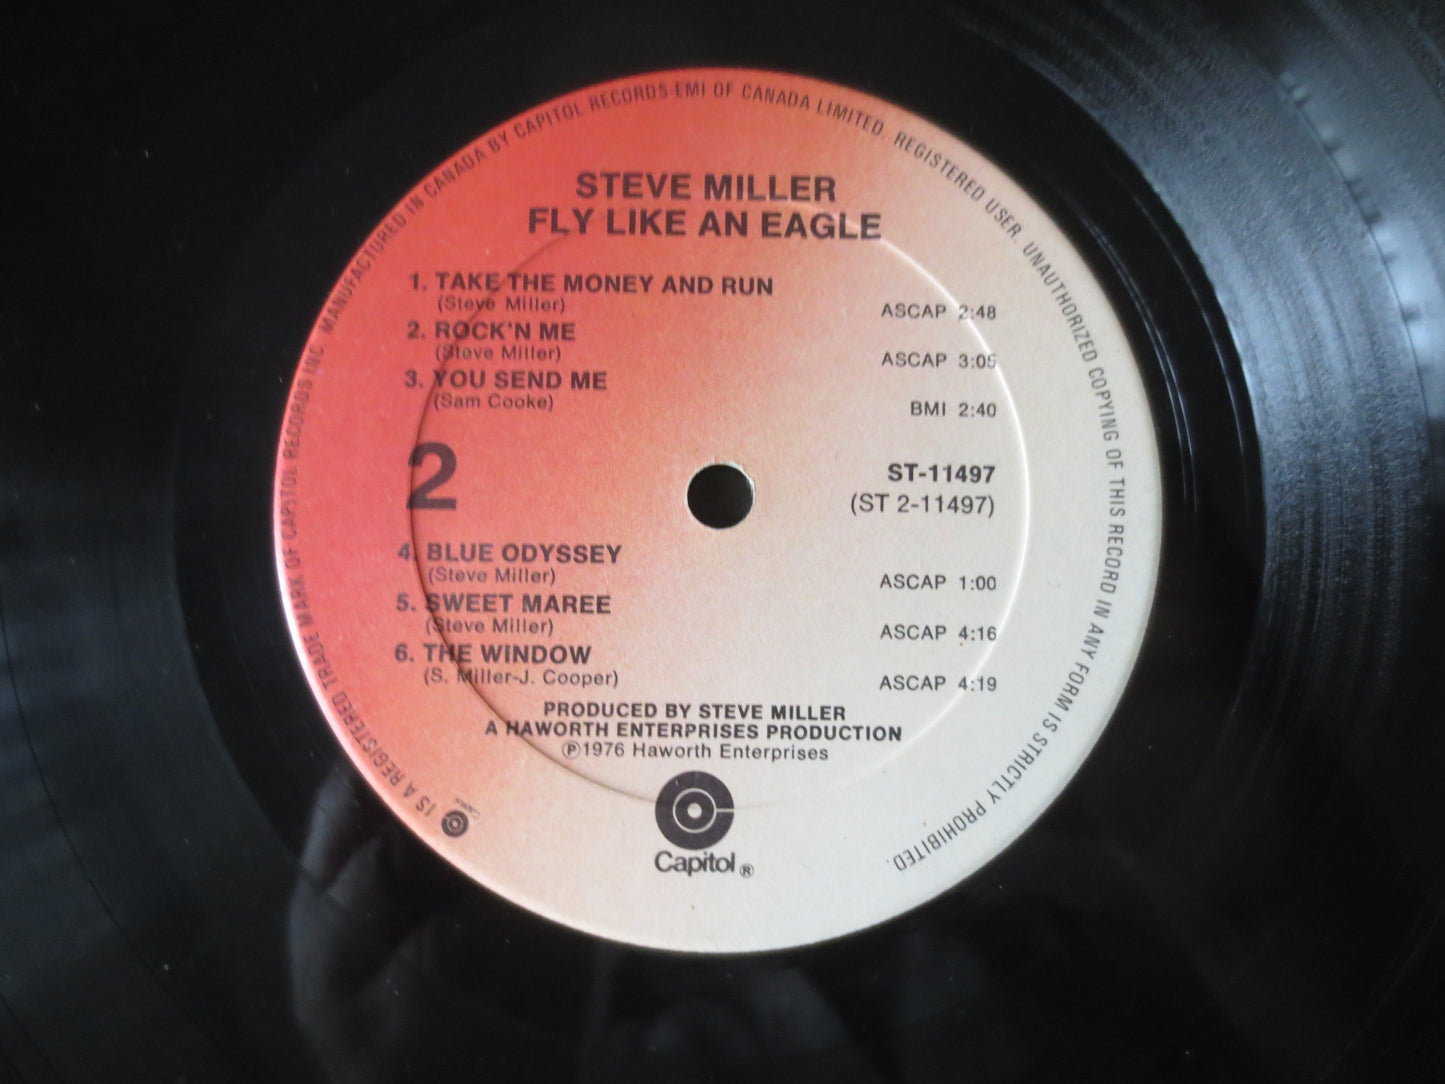 STEVE MILLER
FLY LIKE AN EAGLE
1. TAKE THE MONEY AND RUN
(Steve Miller)
ASCAP 2:48
2. ROCK'N ME
(Steve Miller)
ASCAP 3:05
3. YOU SEND ME
(Sam Cooke)
BMI 2:40
2
ST-11497
(ST 2-11497)
4. BLUE ODYSSEY
(Steve Miller)
ASCAP 1:00
5. SWEET MAREE
(Steve Miller)
ASCAP 4:16
6. THE WINDOW
(S. Miller-J. Cooper)
ASCAP 4:19
PRODUCED BY STEVE MILLER
A HAWORTH ENTERPRISES PRODUCTION
Ⓟ1976 Haworth Enterprises
Capitol®
Capitol IS A REGISTERED TRADE MARK OF CAPITOL RECORDS INC. MANUFACTURED IN CANADA BY CAPITOL RECORDS-EMI OF CANADA LIMITED. REGISTERED USER. UNAUTHORIZED COPYING OF THIS RECORD IN ANY FORM IS STRICTLY PROHIBITED.